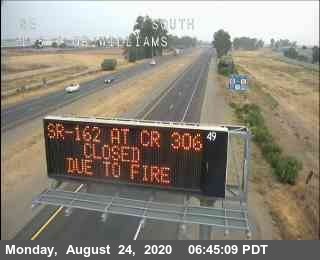 SOUTH
WILLIAMS
SR-162 AT CR 306
CLOSED
DUE TO FIRE
49
Monday, August 24, 2020 06:45:09 PDT